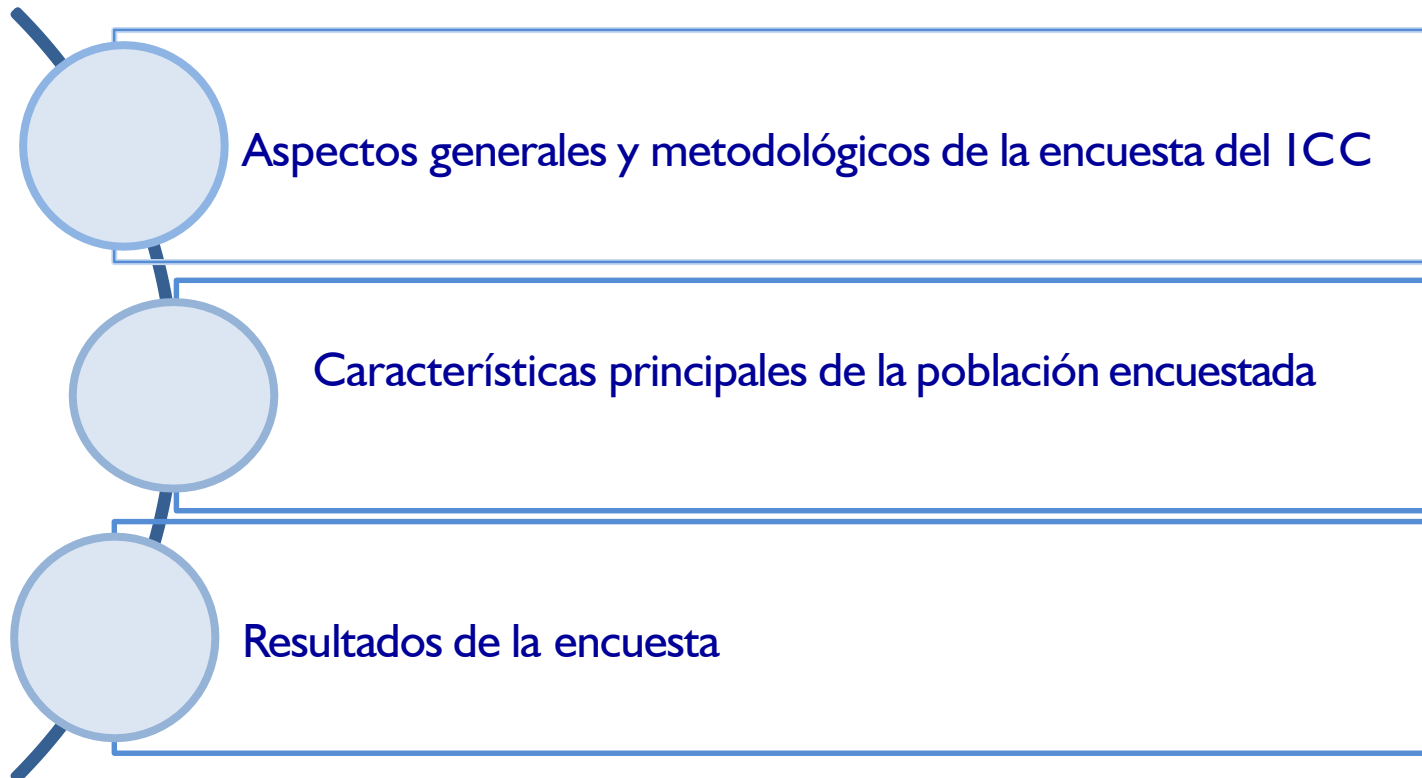 Aspectos generales y metodológicos de la encuesta del ICC
Características principales de la población encuestada
Resultados de la encuesta